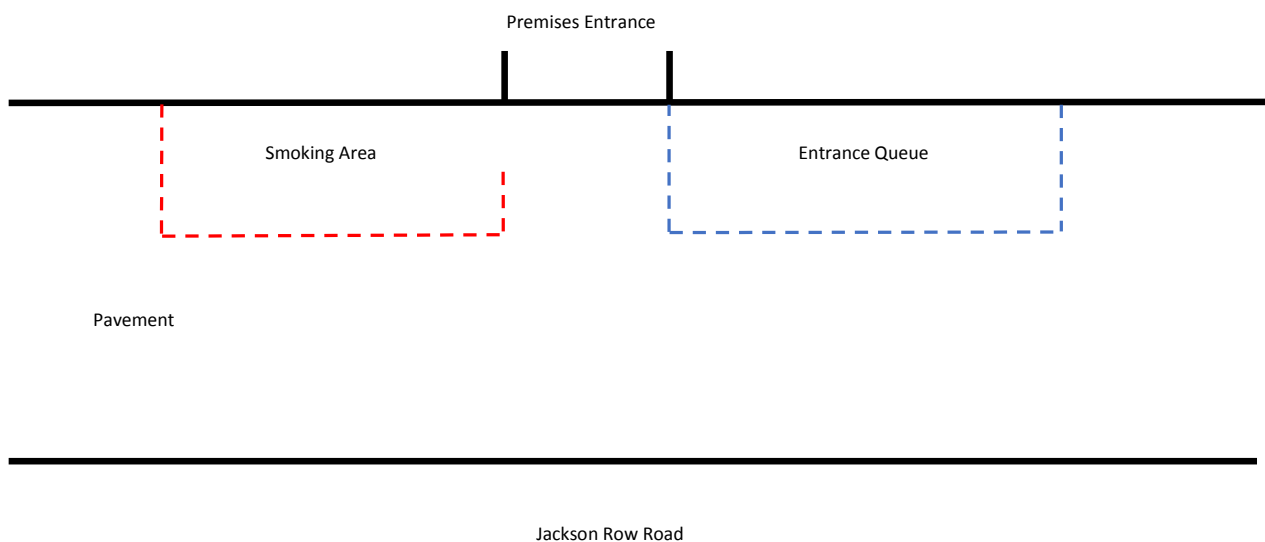 Premises Entrance
Smoking Area
Entrance Queue
Pavement
Jackson Row Road